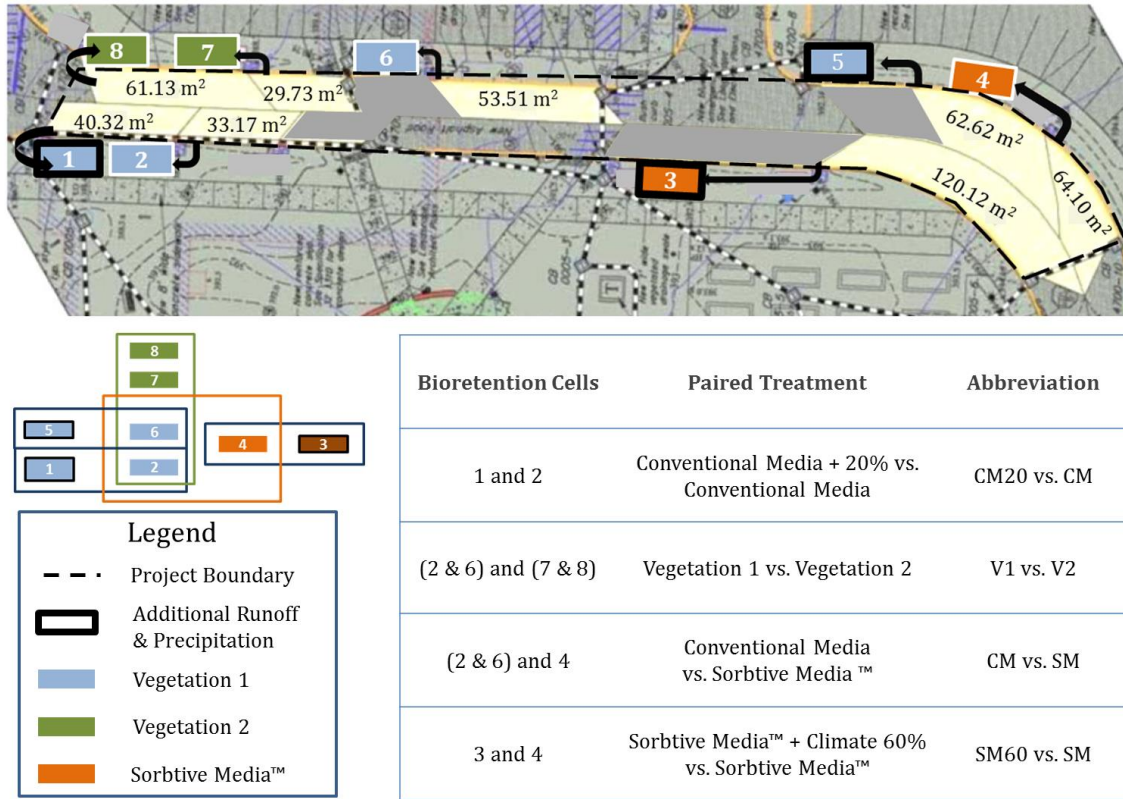 8
7
6
5
4
61.13 m²
29.73 m²
53.51 m²
62.62 m²
40.32 m²
33.17 m²
120.12 m²
64.10 m²
1
2
3
New Asphalt Road
T
8
7
5
6
4
3
1
2
Legend
Project Boundary
Additional Runoff
& Precipitation
Vegetation 1
Vegetation 2
Sorbtive Media™
Bioretention Cells Paired Treatment Abbreviation
1 and 2 Conventional Media + 20% vs.
Conventional Media CM20 vs. CM
(2 & 6) and (7 & 8) Vegetation 1 vs. Vegetation 2 V1 vs. V2
(2 & 6) and 4 Conventional Media
vs. Sorbtive Media ™ CM vs. SM
3 and 4 Sorbtive Media™ + Climate 60%
vs. Sorbtive Media™ SM60 vs. SM